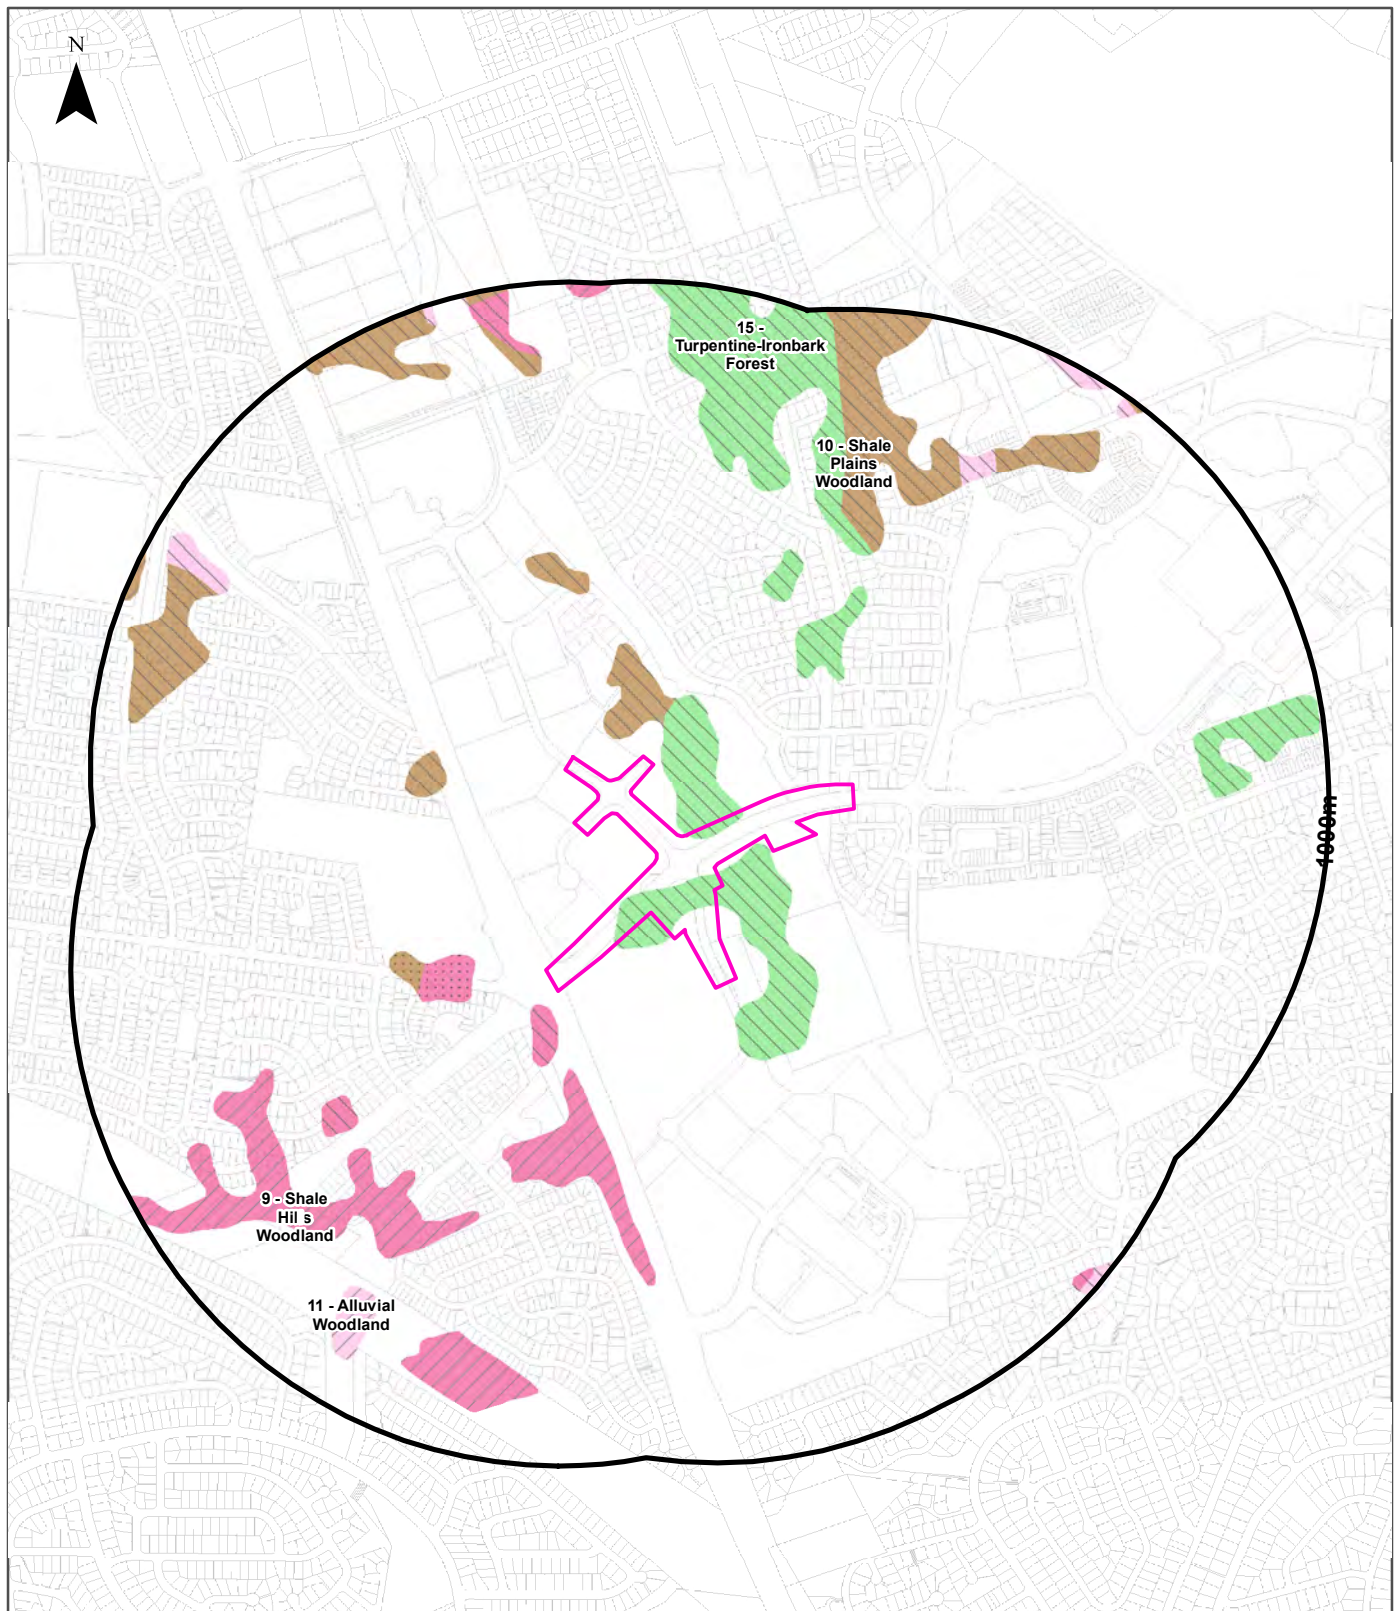 N
15 -
Turpentine-Ironbark
Forest
10 - Shale
Plains
Woodland
1000m
9 - Shale
Hil s
Woodland
11 - Alluvial
Woodland